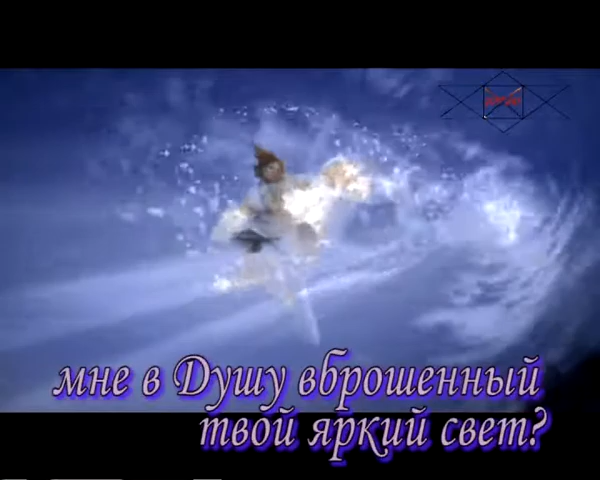 мне в Душу вброшенный
твой яркий свет?